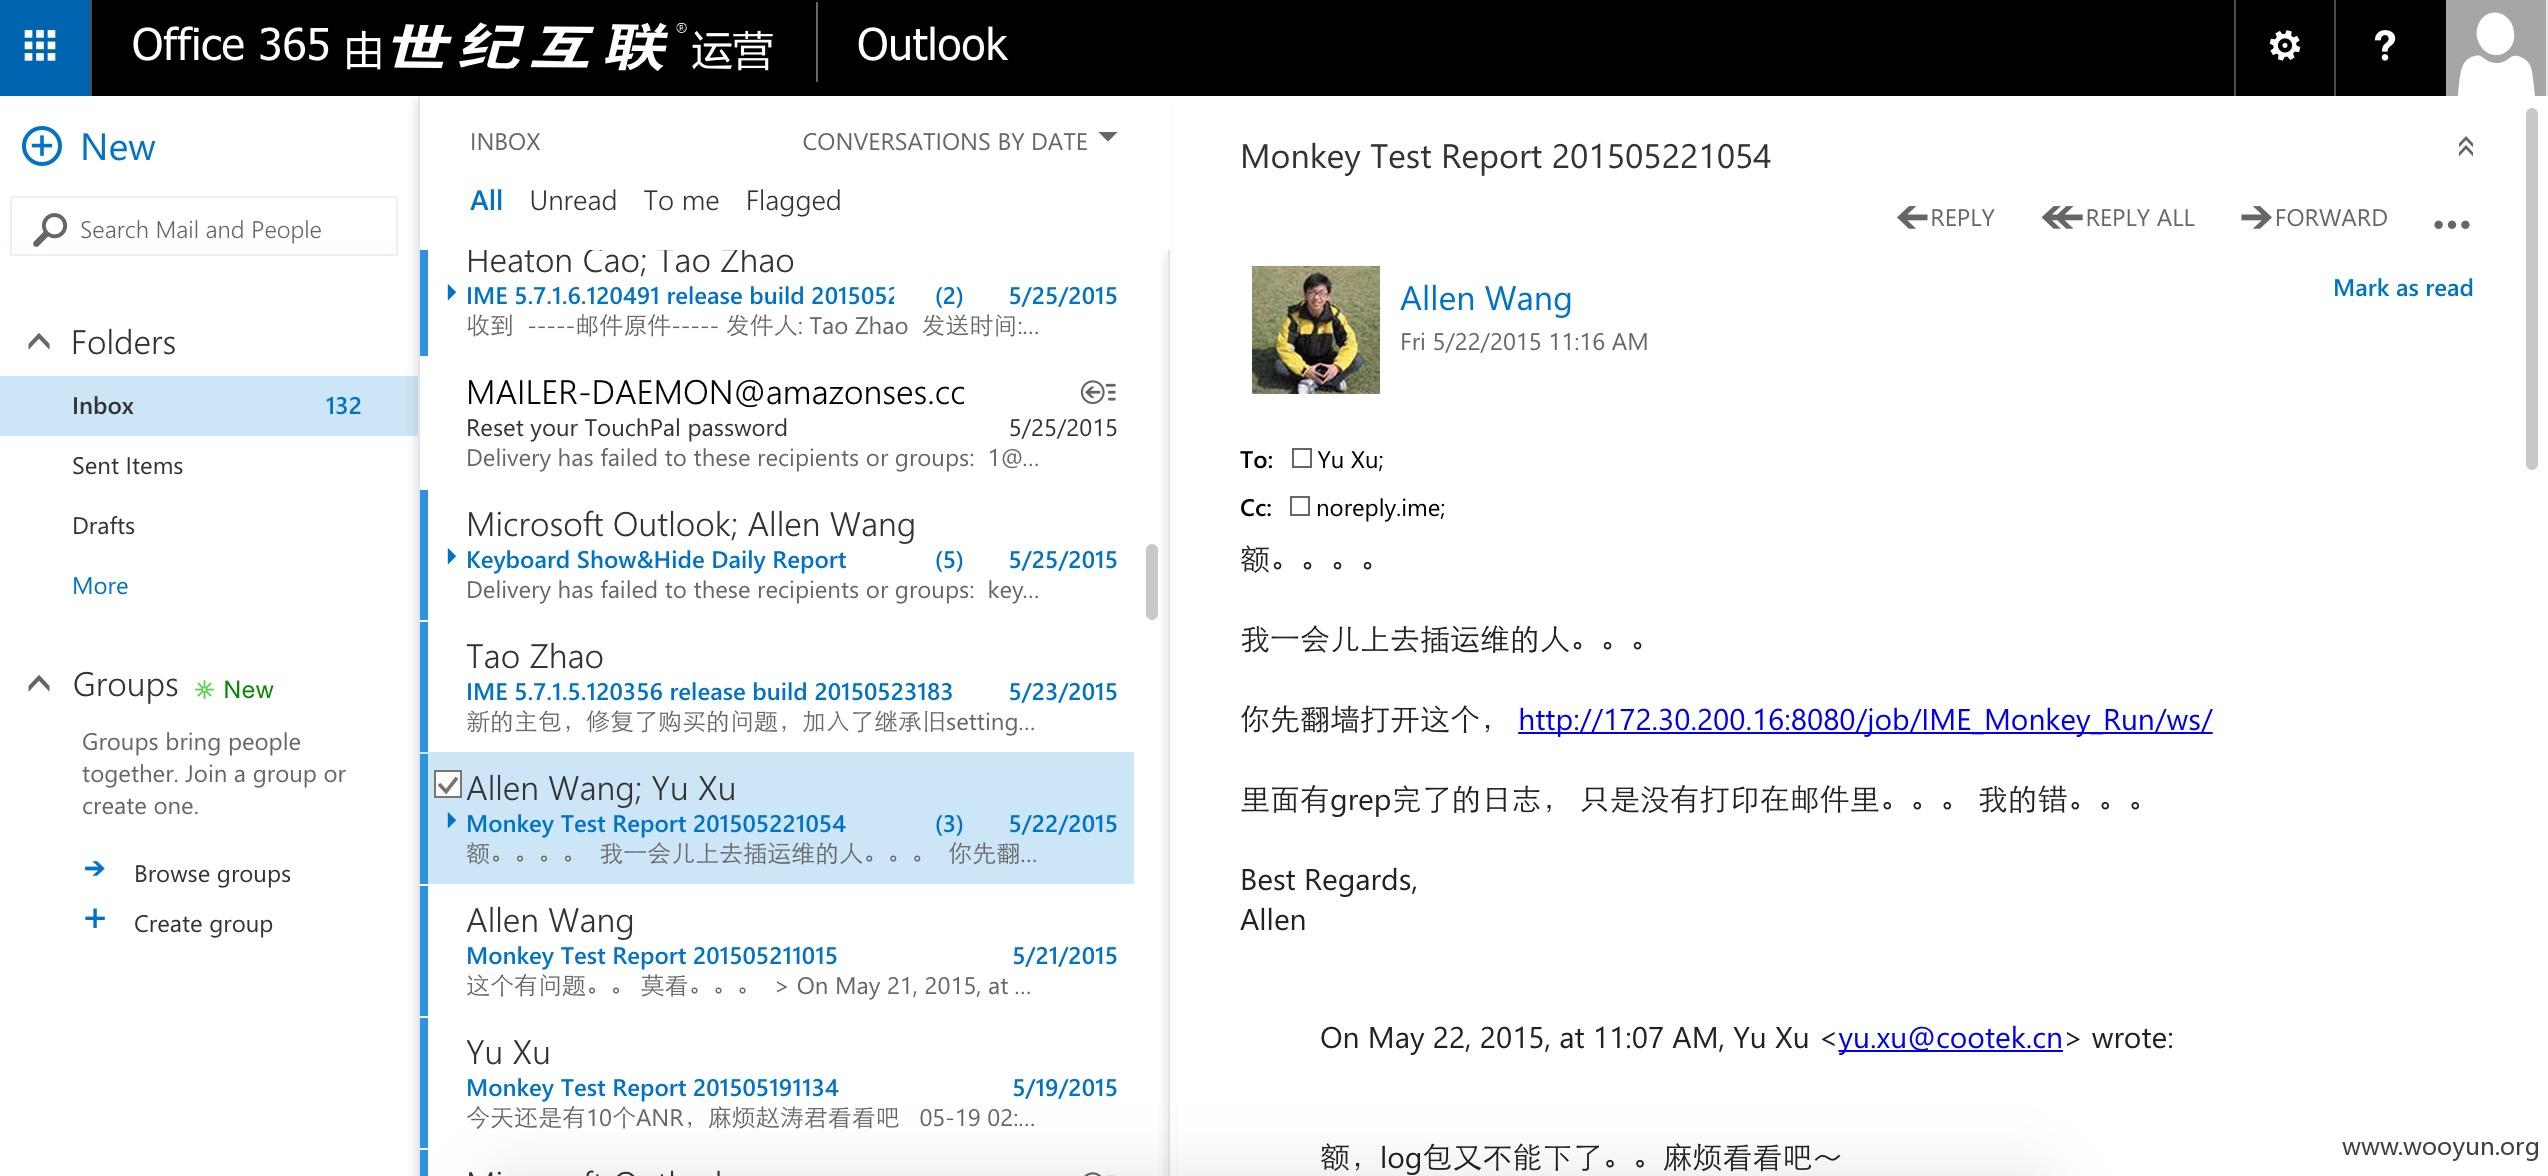 Office 365 由世纪互联®运营
Outlook
?
New
Search Mail and People
Folders
Inbox 132
Sent Items
Drafts
More
Groups New
Groups bring people
together. Join a group or
create one.
Browse groups
Create group
INBOX CONVERSATIONS BY DATE
All Unread To me Flagged
Heaton Cao; Tao Zhao
IME 5.7.1.6.120491 release build 2015052 (2) 5/25/2015
收到 -----邮件原件----- 发件人: Tao Zhao 发送时间:...
MAILER-DAEMON@amazonses.cc
Reset your TouchPal password 5/25/2015
Delivery has failed to these recipients or groups: 1@...
Microsoft Outlook; Allen Wang
Keyboard Show&Hide Daily Report (5) 5/25/2015
Delivery has failed to these recipients or groups: key...
Tao Zhao
IME 5.7.1.5.120356 release build 20150523183 5/23/2015
新的主包，修复了购买的问题，加入了继承旧setting...
Allen Wang; Yu Xu
Monkey Test Report 201505221054 (3) 5/22/2015
额。。。。 我一会儿上去插运维的人。。。 你先翻...
Allen Wang
Monkey Test Report 201505211015 5/21/2015
这个有问题。。 莫看。。。 > On May 21, 2015, at ...
Yu Xu
Monkey Test Report 201505191134 5/19/2015
今天还是有10个ANR，麻烦赵涛君看看吧 05-19 02:...
Monkey Test Report 201505221054
REPLY REPLY ALL FORWARD ...
Allen Wang
Mark as read
Fri 5/22/2015 11:16 AM
To: Yu Xu;
Cc: noreply.ime;
额。。。。
我一会儿上去插运维的人。。。
你先翻墙打开这个， http://172.30.200.16:8080/job/IME_Monkey_Run/ws/
里面有grep完了的日志， 只是没有打印在邮件里。。。 我的错。。。
Best Regards,
Allen
On May 22, 2015, at 11:07 AM, Yu Xu <yu.xu@cootek.cn> wrote:
额，log包又不能下了。。麻烦看看吧～
www.wooyun.org